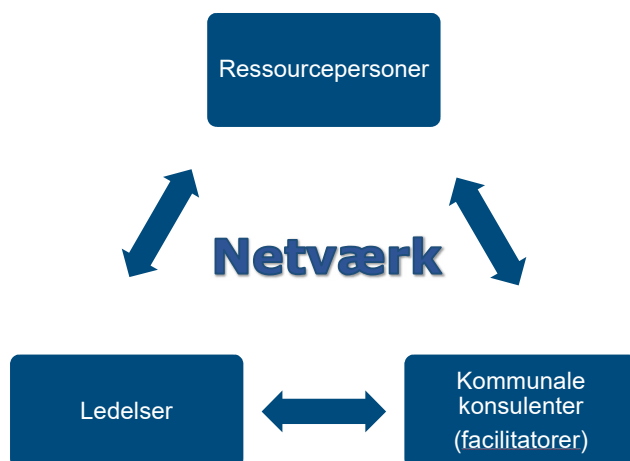 Ressourcepersoner
Netværk
Ledelser
Kommunale
konsulenter
(facilitatorer)